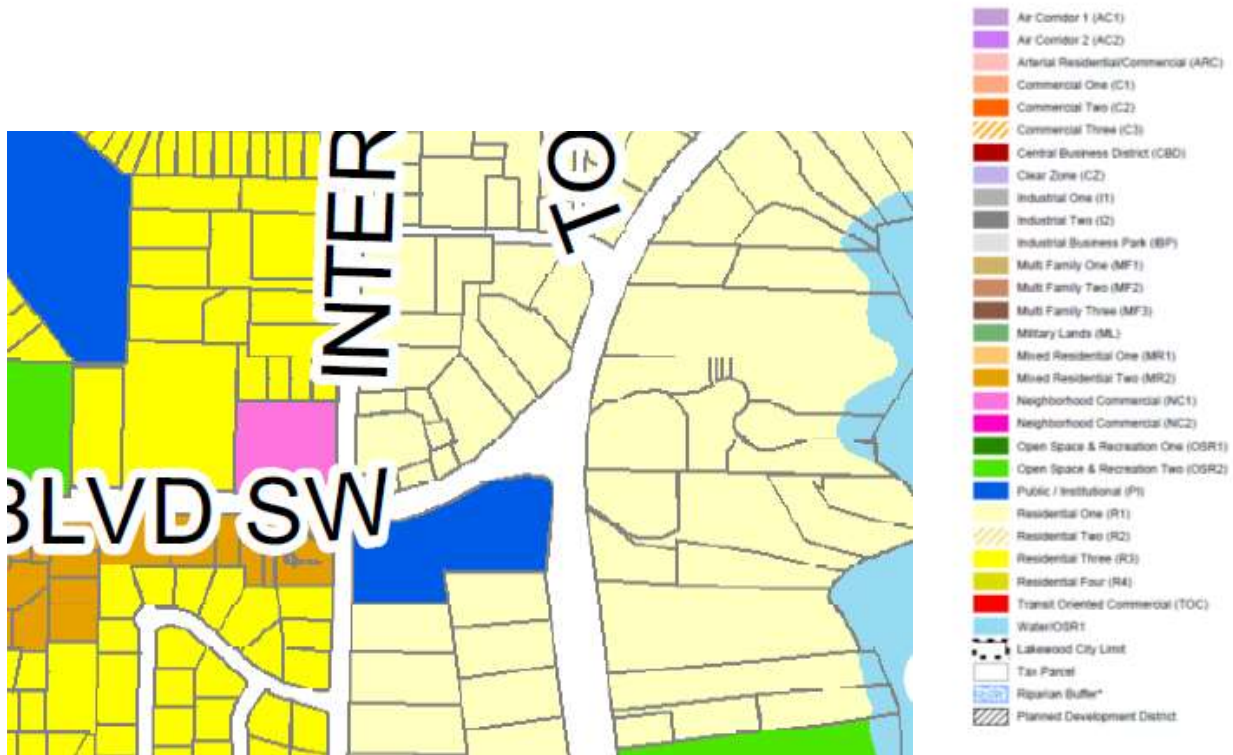 INTER
TO
BLVD SW
Air Corridor 1 (AC1)
Air Corridor 2 (AC2)
Arterial Residential/Commercial (ARC)
Commercial One (C1)
Commercial Two (C2)
Commercial Three (C3)
Central Business District (CBD)
Clear Zone (CZ)
Industrial One (I1)
Industrial Two (I2)
Industrial Business Park (IBP)
Multi Family One (MF1)
Multi Family Two (MF2)
Multi Family Three (MF3)
Military Lands (ML)
Mixed Residential One (MR1)
Mixed Residential Two (MR2)
Neighborhood Commercial (NC1)
Neighborhood Commercial (NC2)
Open Space & Recreation One (OSR1)
Open Space & Recreation Two (OSR2)
Public / Institutional (PI)
Residential One (R1)
Residential Two (R2)
Residential Three (R3)
Residential Four (R4)
Transit Oriented Commercial (TOC)
Water/OSR1
Lakewood City Limit
Tax Parcel
Riparian Buffer*
Planned Development District